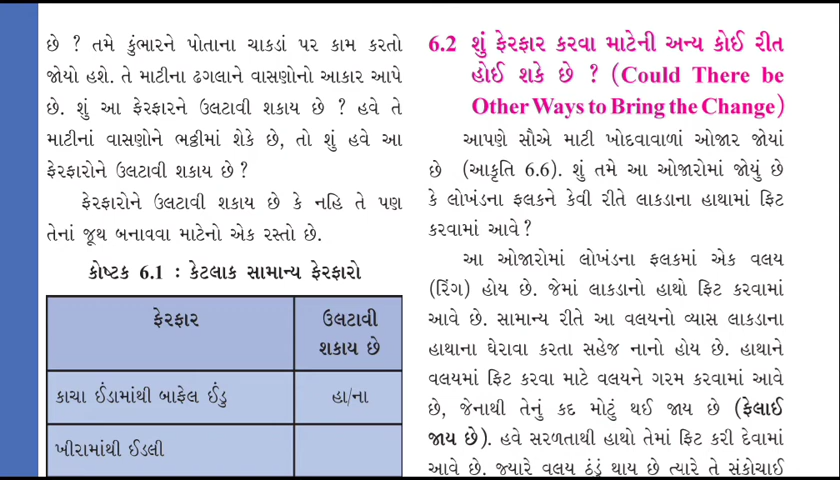 છે ? તમે કુંભારને પોતાના ચાકડાં પર કામ કરતો
જોયો હશે. તે માટીના ઢગલાને વાસણોનો આકાર આપે
છે. શું આ ફેરફારને ઉલટાવી શકાય છે ? હવે તે
માટીનાં વાસણોને ભઠ્ઠીમાં શેકે છે, તો શું હવે આ
ફેરફારોને ઉલટાવી શકાય છે ?
ફેરફારોને ઉલટાવી શકાય છે કે નહિ તે પણ
તેનાં જૂથ બનાવવા માટેનો એક રસ્તો છે.
કોષ્ટક 6.1 : કેટલાક સામાન્ય ફેરફારો
ફેરફાર
ઉલટાવી
શકાય છે
કાચા ઈંડામાંથી બાફેલ ઈંડુ
હા/ના
ખીરામાંથી ઈડલી
6.2 શું ફેરફાર કરવા માટેની અન્ય કોઈ રીત
હોઈ શકે છે ? (Could There be
Other Ways to Bring the Change)
આપણે સૌએ માટી ખોદવાવાળાં ઓજાર જોયાં
છે (આકૃતિ 6.6). શું તમે આ ઓજારોમાં જોયું છે
કે લોખંડના ફલકને કેવી રીતે લાકડાના હાથામાં ફિટ
કરવામાં આવે ?
આ ઓજારોમાં લોખંડના ફલકમાં એક વલય
(રિંગ) હોય છે. જેમાં લાકડાનો હાથો ફિટ કરવામાં
આવે છે. સામાન્ય રીતે આ વલયનો વ્યાસ લાકડાના
હાથાના ઘેરાવા કરતા સહેજ નાનો હોય છે. હાથાને
વલયમાં ફિટ કરવા માટે વલયને ગરમ કરવામાં આવે
છે, જેનાથી તેનું કદ મોટું થઈ જાય છે (ફેલાઈ
જાય છે). હવે સરળતાથી હાથો તેમાં ફિટ કરી દેવામાં
આવે છે. જ્યારે વલય ઠંડું થાય છે ત્યારે તે સંકોચાઈ